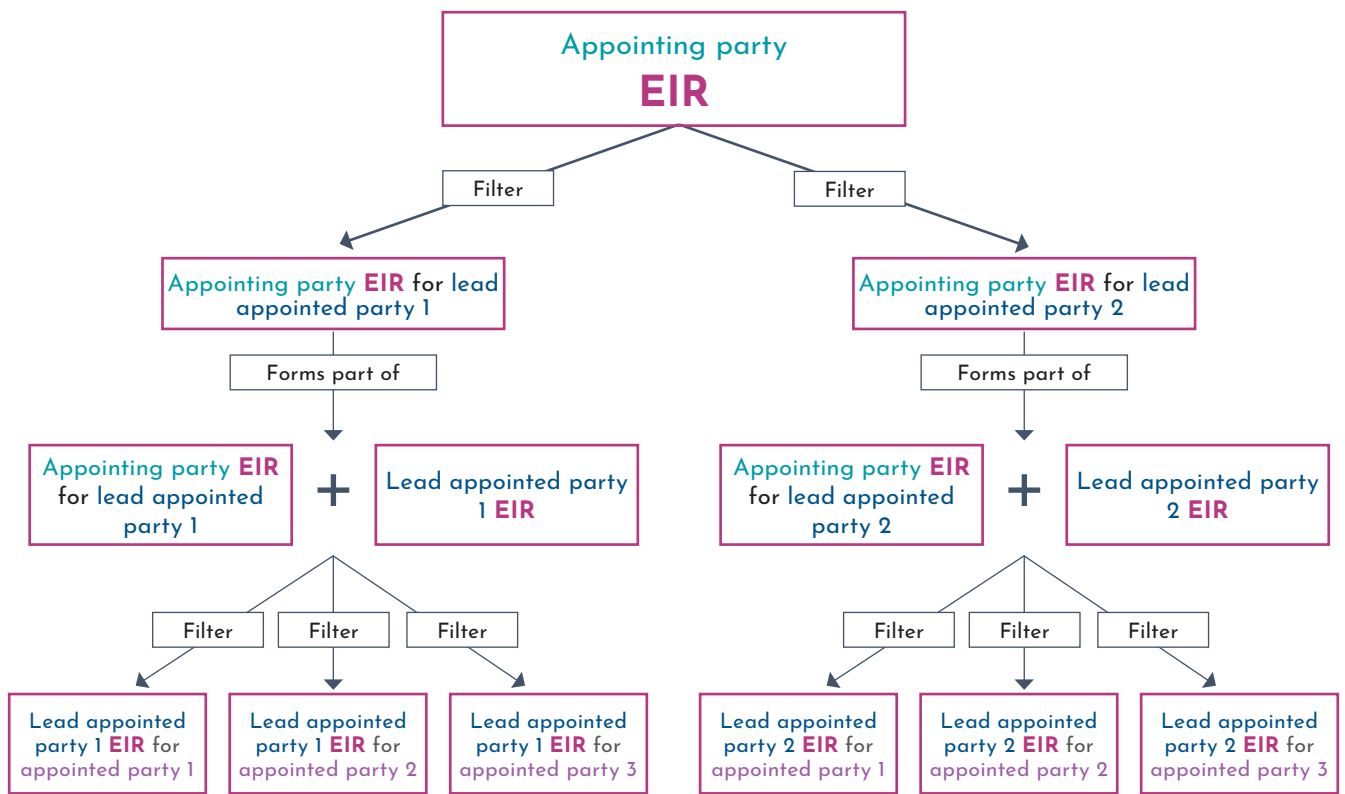 Appointing party
EIR
Filter
Filter
Appointing party EIR for lead
appointed party 1
Appointing party EIR for lead
appointed party 2
Forms part of
Forms part of
Appointing party EIR
for lead appointed
party 1
+
Lead appointed party
1 EIR
Appointing party EIR
for lead appointed
party 2
+
Lead appointed party
2 EIR
Filter
Filter
Filter
Filter
Filter
Filter
Lead appointed
party 1 EIR for
appointed party 1
Lead appointed
party 1 EIR for
appointed party 2
Lead appointed
party 1 EIR for
appointed party 3
Lead appointed
party 2 EIR for
appointed party 1
Lead appointed
party 2 EIR for
appointed party 2
Lead appointed
party 2 EIR for
appointed party 3